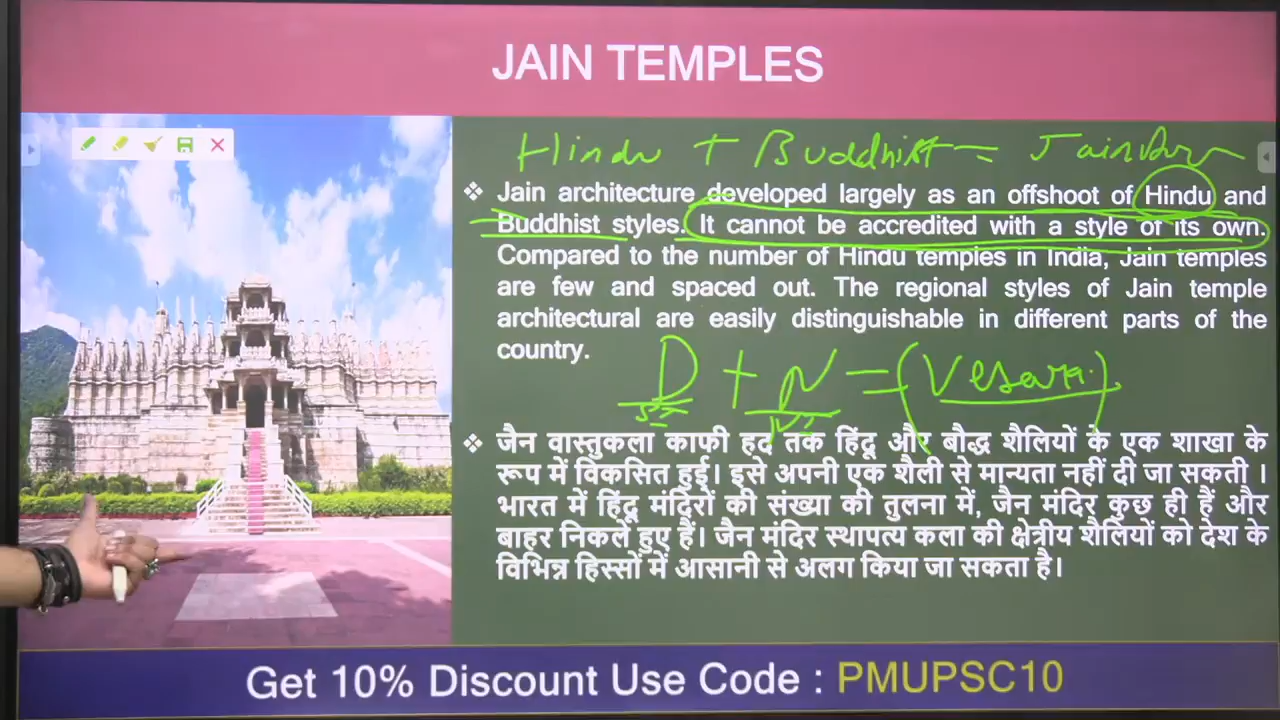 JAIN TEMPLES
Hindu + Buddhist =
❖ Jain architecture developed largely as an offshoot of Hindu and
Buddhist styles. It cannot be accredited with a style of its own.
Compared to the number of Hindu temples in India, Jain temples
are few and spaced out. The regional styles of Jain temple
architectural are easily distinguishable in different parts of the
country.
D + N = (Vesara)
❖ जैन वास्तुकला काफी हद तक हिंदू और बौद्ध शैलियों के एक शाखा के
रूप में विकसित हुई। इसे अपनी एक शैली से मान्यता नहीं दी जा सकती ।
भारत में हिंदू मंदिरों की संख्या की तुलना में, जैन मंदिर कुछ ही हैं और
बाहर निकले हुए हैं। जैन मंदिर स्थापत्य कला की क्षेत्रीय शैलियों को देश के
विभिन्न हिस्सों में आसानी से अलग किया जा सकता है।
Get 10% Discount Use Code : PMUPSC10